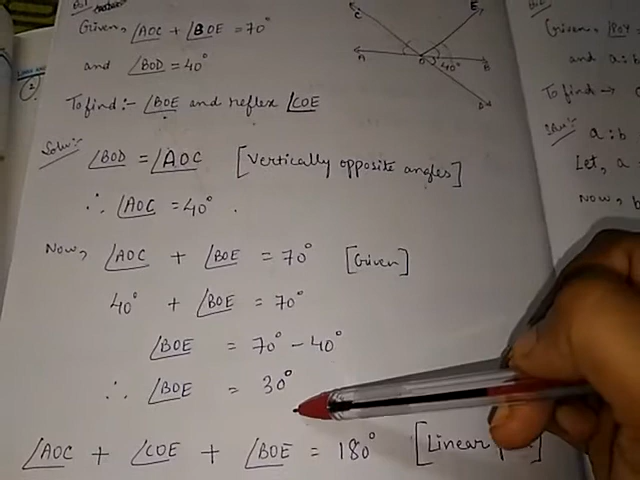 Given, ∠AOC + ∠BOE = 70°
and ∠BOD = 40°
To find :- ∠BOE and reflex ∠COE
C
E
A
O
40°
B
D
Solu:-
∠BOD = ∠AOC [Vertically opposite angles]
∴ ∠AOC = 40°.
Now, ∠AOC + ∠BOE = 70° [Given]
40° + ∠BOE = 70°
∠BOE = 70° - 40°
∴ ∠BOE = 30°
∠AOC + ∠COE + ∠BOE = 180° [Linear
Given,
and a:b
To find →
a:b
Let, a
Now, b